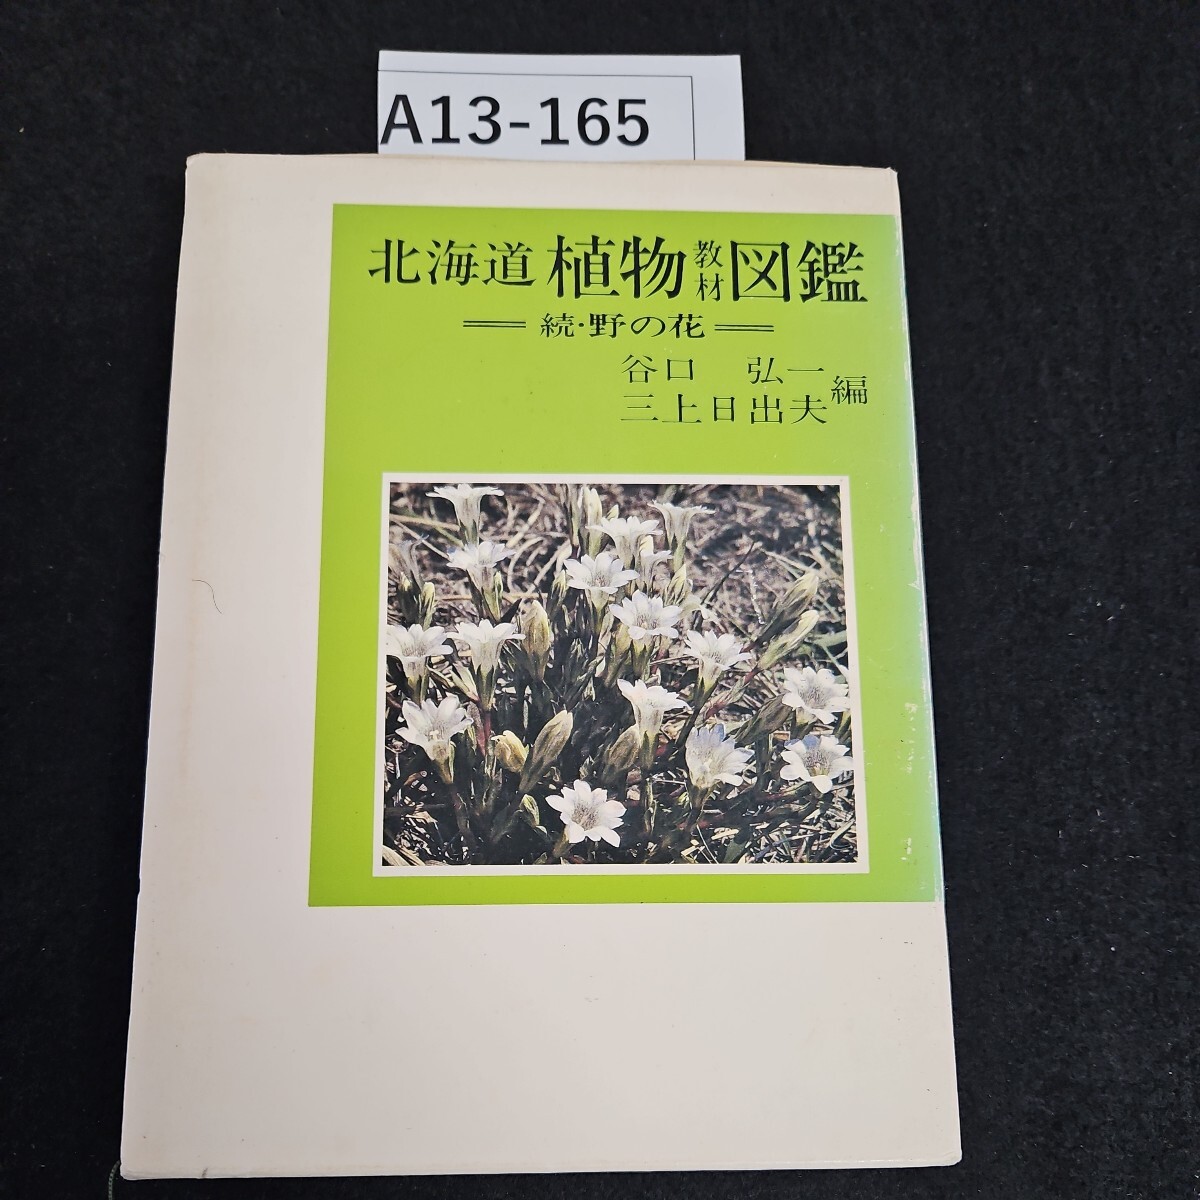 A13-165
北海道植物教材図鑑
続・野の花
谷口 弘一
三上日出夫 編